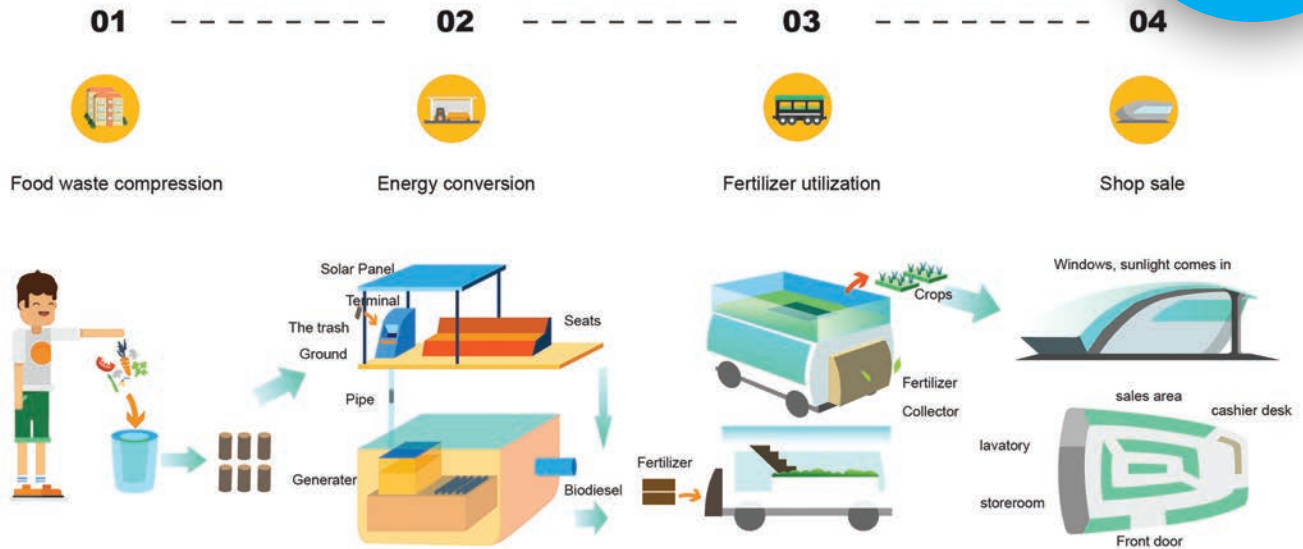 01
02
03
04
Food waste compression
Energy conversion
Fertilizer utilization
Shop sale
Solar Panel
Terminal
The trash
Ground
Seats
Pipe
Generater
Biodiesel
Crops
Fertilizer
Collector
Fertilizer
Windows, sunlight comes in
sales area
cashier desk
lavatory
storeroom
Front door